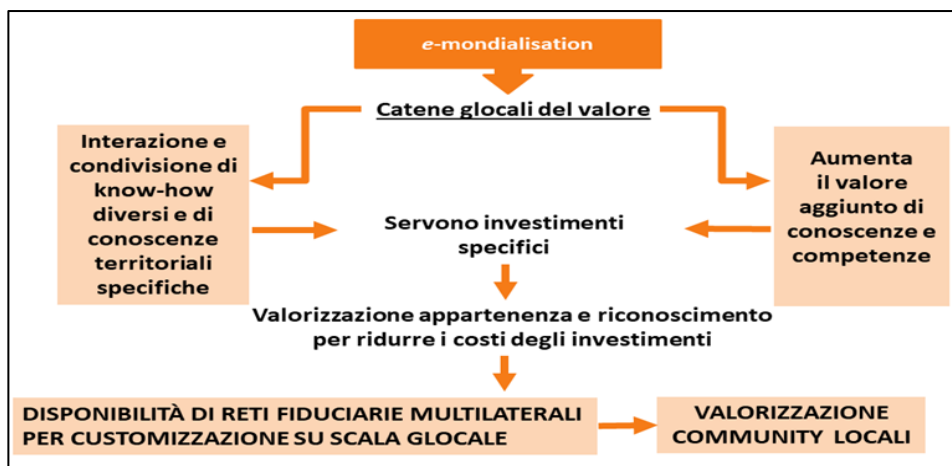 e-mondialisation
Catene glocali del valore
Interazione e
condivisione di
know-how
diversi e di
conoscenze
territoriali
specifiche
Aumenta
il valore
aggiunto di
conoscenze e
competenze
Servono investimenti
specifici
Valorizzazione appartenenza e riconoscimento
per ridurre i costi degli investimenti
DISPONIBILITÀ DI RETI FIDUCIARIE MULTILATERALI
PER CUSTOMIZZAZIONE SU SCALA GLOCALE
VALORIZZAZIONE
COMMUNITY LOCALI